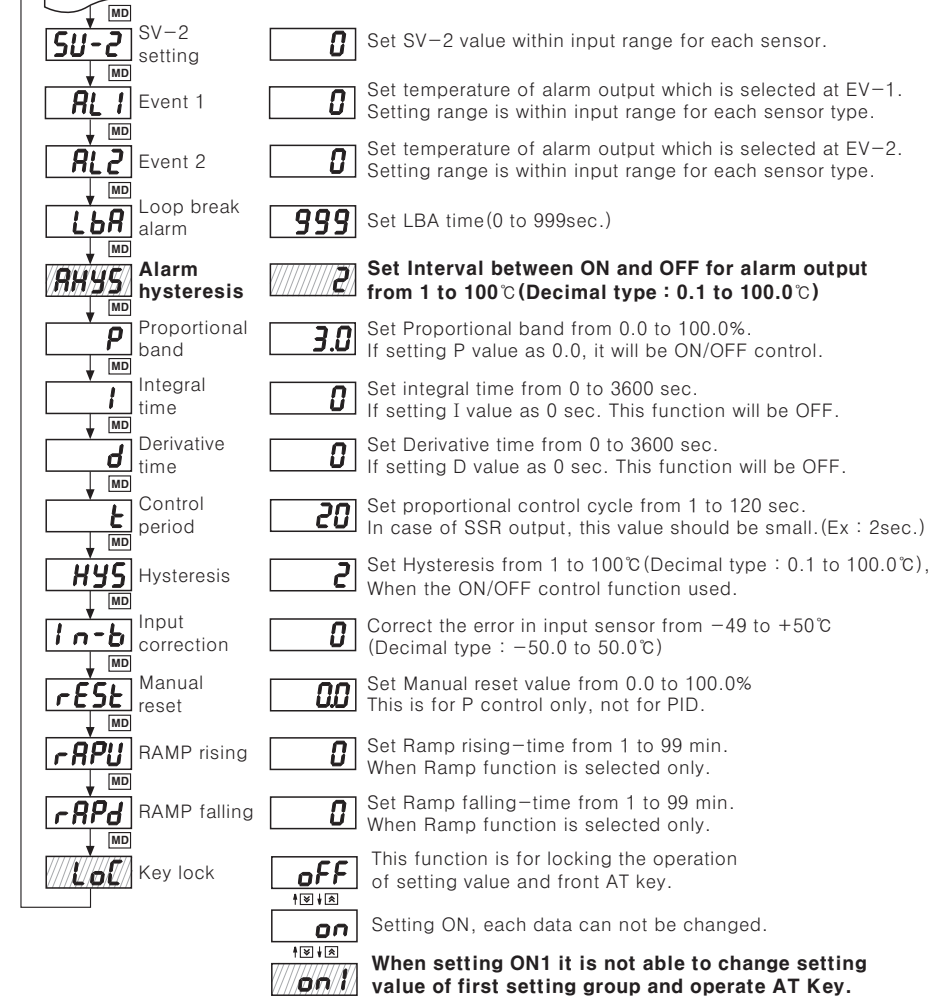 MD
SU-2 SV-2 setting 0 Set SV-2 value within input range for each sensor.
MD
AL1 Event 1 0 Set temperature of alarm output which is selected at EV-1.
Setting range is within input range for each sensor type.
MD
AL2 Event 2 0 Set temperature of alarm output which is selected at EV-2.
Setting range is within input range for each sensor type.
MD
LbA Loop break alarm 999 Set LBA time(0 to 999sec.)
MD
AHYS Alarm hysteresis 2 Set Interval between ON and OFF for alarm output
from 1 to 100℃(Decimal type : 0.1 to 100.0℃)
MD
P Proportional band 3.0 Set Proportional band from 0.0 to 100.0%.
If setting P value as 0.0, it will be ON/OFF control.
MD
I Integral time 0 Set integral time from 0 to 3600 sec.
If setting I value as 0 sec. This function will be OFF.
MD
d Derivative time 0 Set Derivative time from 0 to 3600 sec.
If setting D value as 0 sec. This function will be OFF.
MD
t Control period 20 Set proportional control cycle from 1 to 120 sec.
In case of SSR output, this value should be small.(Ex : 2sec.)
MD
HYS Hysteresis 2 Set Hysteresis from 1 to 100℃(Decimal type : 0.1 to 100.0℃),
When the ON/OFF control function used.
MD
In-b Input correction 0 Correct the error in input sensor from -49 to +50℃
(Decimal type : -50.0 to 50.0℃)
MD
rESt Manual reset 0.0 Set Manual reset value from 0.0 to 100.0%
This is for P control only, not for PID.
MD
rAPU RAMP rising 0 Set Ramp rising-time from 1 to 99 min.
When Ramp function is selected only.
MD
rAPd RAMP falling 0 Set Ramp falling-time from 1 to 99 min.
When Ramp function is selected only.
MD
LoC Key lock oFF This function is for locking the operation
of setting value and front AT key.
on Setting ON, each data can not be changed.
on1 When setting ON1 it is not able to change setting
value of first setting group and operate AT Key.